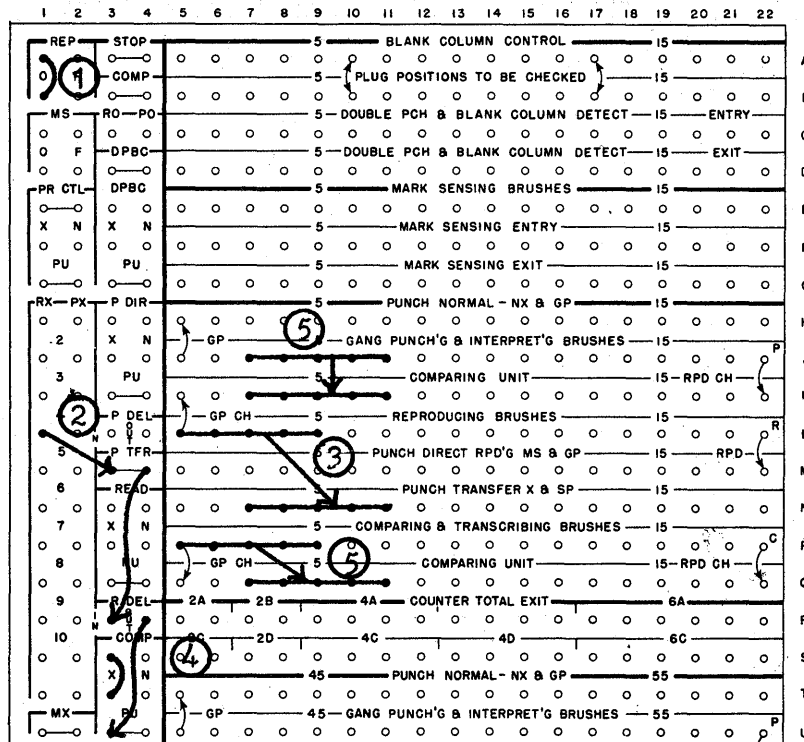 1 2 3 4 5 6 7 8 9 10 11 12 13 14 15 16 17 18 19 20 21 22
REP STOP 5 BLANK COLUMN CONTROL 15
A
1 COMP 5 PLUG POSITIONS TO BE CHECKED 15
MS RO PO 5 DOUBLE PCH & BLANK COLUMN DETECT 15 ENTRY
O F DPBC 5 DOUBLE PCH & BLANK COLUMN DETECT 15 EXIT
PR CTL DPBC 5 MARK SENSING BRUSHES 15
X N X N 5 MARK SENSING ENTRY 15
PU PU 5 MARK SENSING EXIT 15
RX PX P DIR 5 PUNCH NORMAL - NX & GP 15
2 X N GP 5 GANG PUNCH'G & INTERPRET'G BRUSHES 15 P
3 PU 5 COMPARING UNIT 15 RPD CH
2 P DEL GP CH 5 REPRODUCING BRUSHES 15
N OUT R
5 P TFR 3 PUNCH DIRECT RPD'G MS & GP 15 RPD
M
6 READ PUNCH TRANSFER X & SP 15
7 X N 5 COMPARING & TRANSCRIBING BRUSHES 15
C
8 PU GP CH 5 5 COMPARING UNIT 15 RPD CH
9 R DEL 2A 2B 4A COUNTER TOTAL EXIT 6A
N OUT
10 COMP 2C 2D 4C 4D 6C
S
4
X N 45 PUNCH NORMAL - NX & GP 55
T
MX PU GP 45 GANG PUNCH'G & INTERPRET'G BRUSHES 55 P